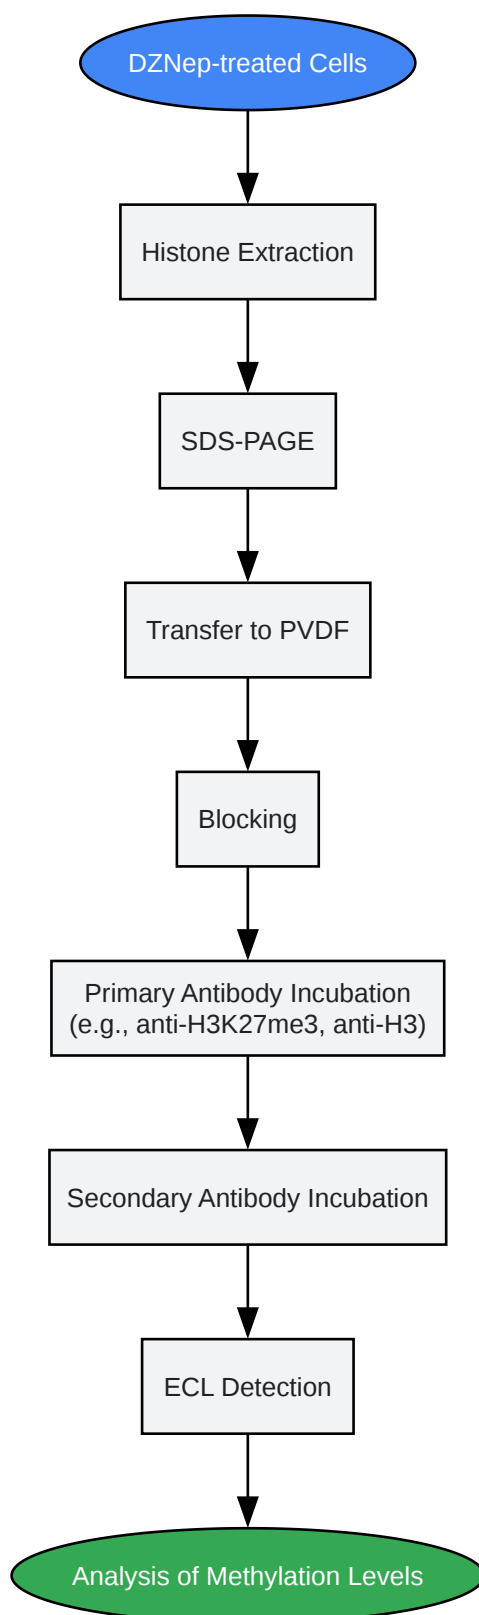 DZNep-treated Cells
Histone Extraction
SDS-PAGE
Transfer to PVDF
Blocking
Primary Antibody Incubation
(e.g., anti-H3K27me3, anti-H3)
Secondary Antibody Incubation
ECL Detection
Analysis of Methylation Levels